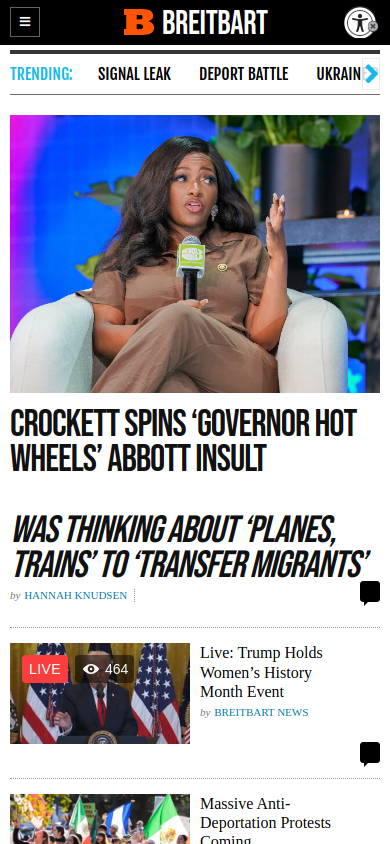 BREITBART
TRENDING:
SIGNAL LEAK
DEPORT BATTLE
UKRAIN
CROCKETT SPINS ‘GOVERNOR HOT
WHEELS’ ABBOTT INSULT
WAS THINKING ABOUT ‘PLANES,
TRAINS’ TO ‘TRANSFER MIGRANTS’
by HANNAH KNUDSEN
LIVE
464
Live: Trump Holds
Women’s History
Month Event
by BREITBART NEWS
Massive Anti-
Deportation Protests
Coming